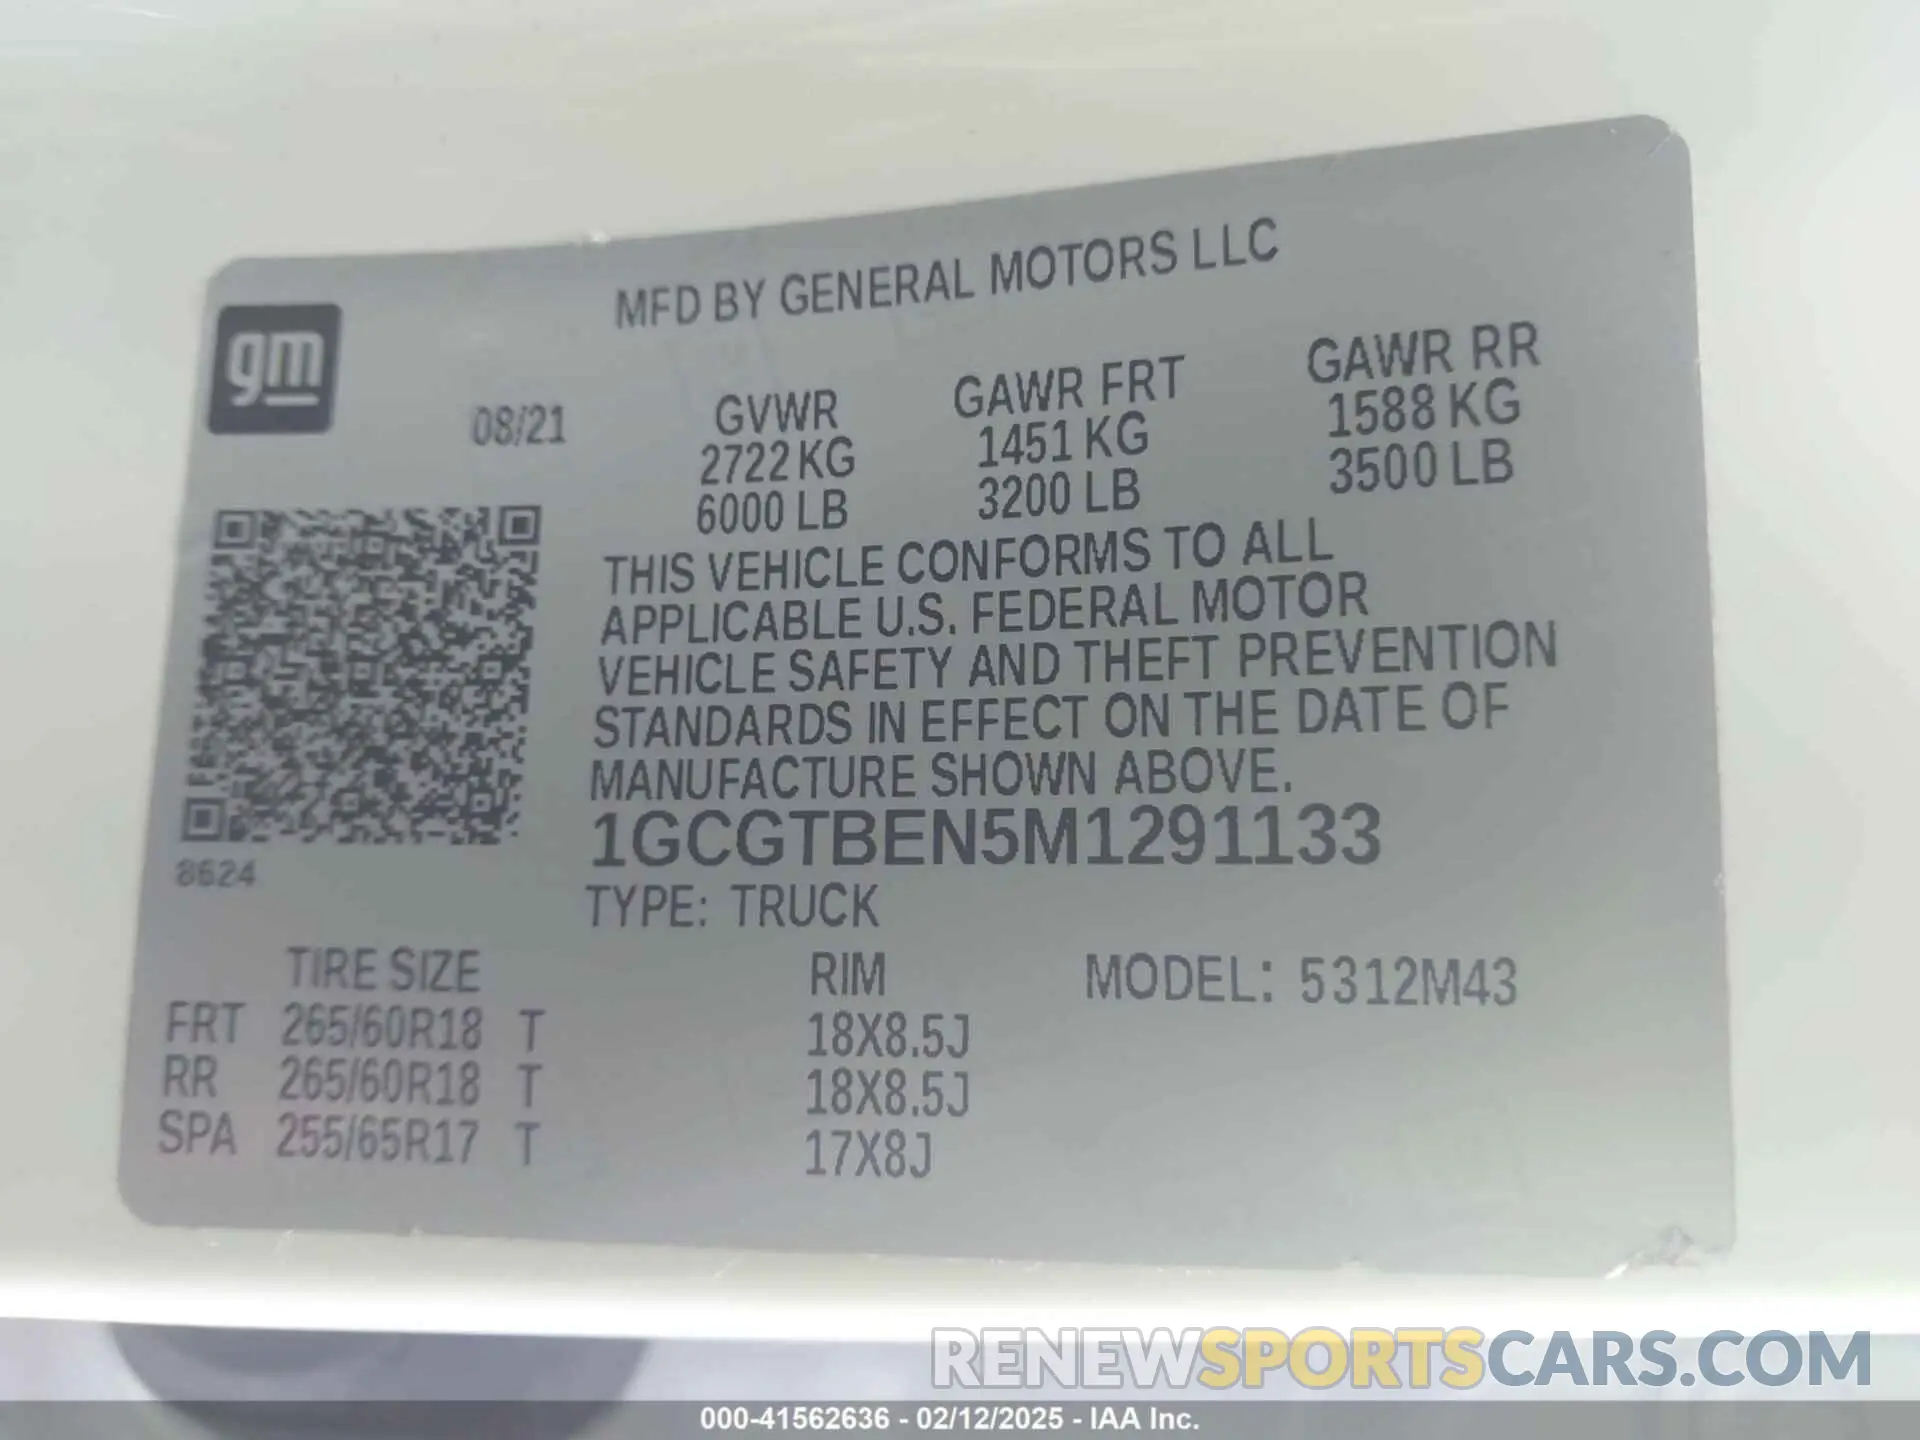 MFD BY GENERAL MOTORS LLC
gm
08/21
GVWR GAWR FRT GAWR RR
2722 KG 1451 KG 1588 KG
6000 LB 3200 LB 3500 LB
THIS VEHICLE CONFORMS TO ALL
APPLICABLE U.S. FEDERAL MOTOR
VEHICLE SAFETY AND THEFT PREVENTION
STANDARDS IN EFFECT ON THE DATE OF
MANUFACTURE SHOWN ABOVE.
1GCGTBEN5M1291133
8624
TYPE: TRUCK
TIRE SIZE RIM MODEL: 5312M43
FRT 265/60R18 T 18X8.5J
RR 265/60R18 T 18X8.5J
SPA 255/65R17 T 17X8J
RENEWSPORTSCARS.COM
000-41562636 - 02/12/2025 - IAA Inc.